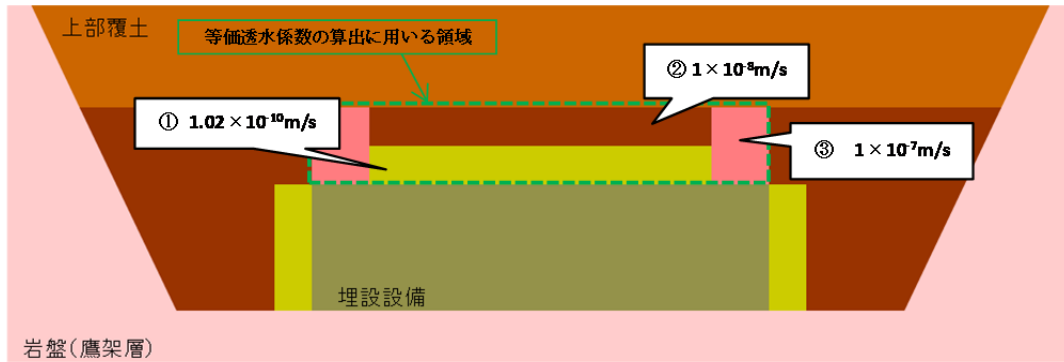 上部覆土
等価透水係数の算出に用いる領域
② 1×10⁻⁸m/s
① 1.02×10⁻¹⁰m/s
③ 1×10⁻⁷m/s
埋設設備
岩盤(鷹架層)